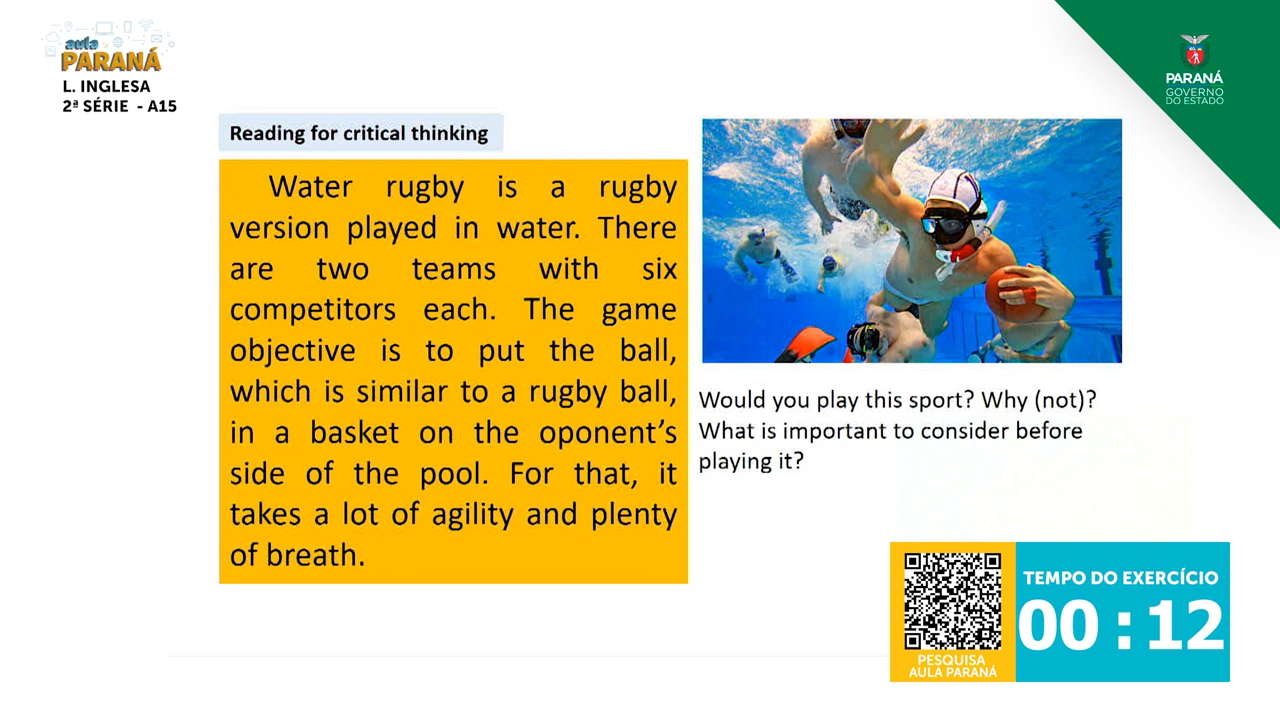 aula
PARANÁ
L. INGLESA
2ª SÉRIE - A15
PARANÁ
GOVERNO
DO ESTADO
Reading for critical thinking
Water rugby is a rugby
version played in water. There
are two teams with six
competitors each. The game
objective is to put the ball,
which is similar to a rugby ball,
in a basket on the oponent's
side of the pool. For that, it
takes a lot of agility and plenty
of breath.
Would you play this sport? Why (not)?
What is important to consider before
playing it?
PESQUISA
AULA PARANÁ
TEMPO DO EXERCÍCIO
00 : 12